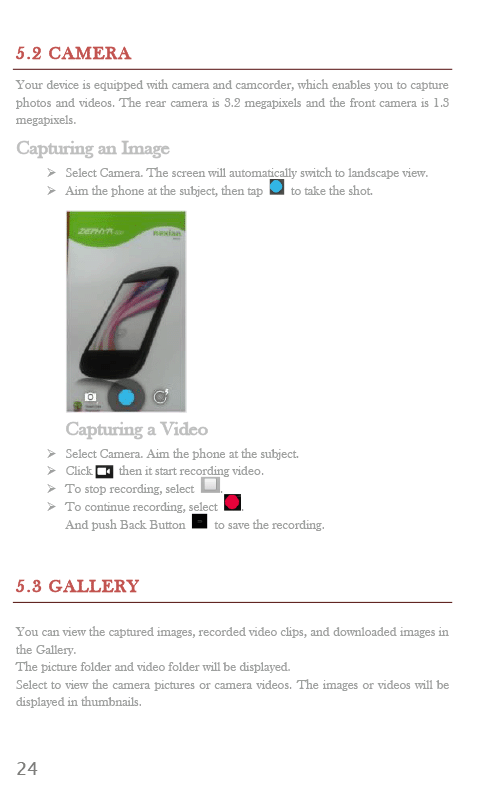 5.2 CAMERA
Your device is equipped with camera and camcorder, which enables you to capture
photos and videos. The rear camera is 3.2 megapixels and the front camera is 1.3
megapixels.
Capturing an Image
➢ Select Camera. The screen will automatically switch to landscape view.
➢ Aim the phone at the subject, then tap to take the shot.
ZEPHYR
nexian
Capturing a Video
➢ Select Camera. Aim the phone at the subject.
➢ Click then it start recording video.
➢ To stop recording, select .
➢ To continue recording, select .
And push Back Button to save the recording.
5.3 GALLERY
You can view the captured images, recorded video clips, and downloaded images in
the Gallery.
The picture folder and video folder will be displayed.
Select to view the camera pictures or camera videos. The images or videos will be
displayed in thumbnails.
24